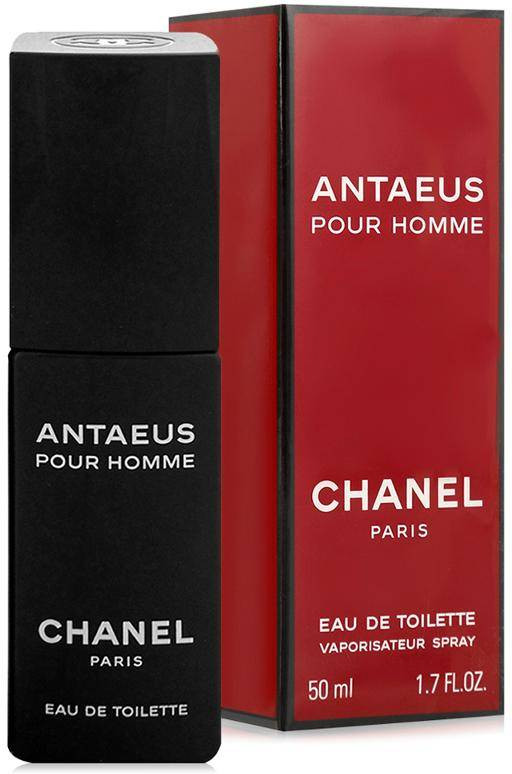 ANTAEUS
POUR HOMME
CHANEL
PARIS
EAU DE TOILETTE
ANTAEUS
POUR HOMME
CHANEL
PARIS
EAU DE TOILETTE
VAPORISATEUR SPRAY
50 ml 1.7 FL.OZ.